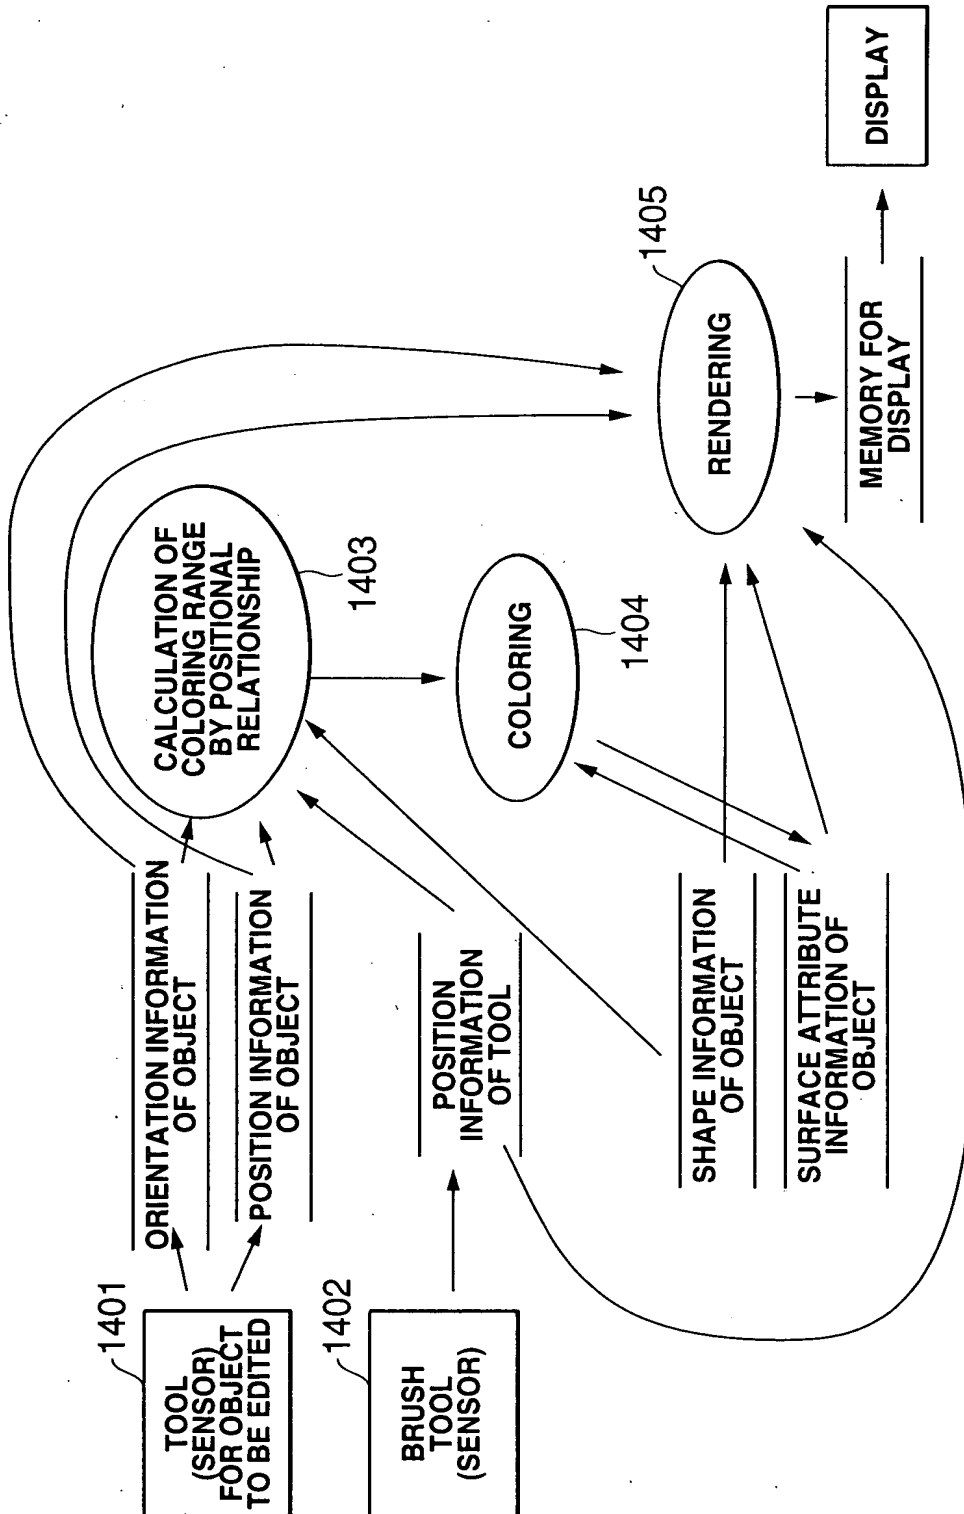 1401
TOOL
(SENSOR)
FOR OBJECT
TO BE EDITED
1402
BRUSH
TOOL
(SENSOR)
ORIENTATION INFORMATION
OF OBJECT
POSITION INFORMATION
OF OBJECT
POSITION
INFORMATION
OF TOOL
SHAPE INFORMATION
OF OBJECT
SURFACE ATTRIBUTE
INFORMATION OF
OBJECT
CALCULATION OF
COLORING RANGE
BY POSITIONAL
RELATIONSHIP
1403
COLORING
1404
RENDERING
1405
MEMORY FOR
DISPLAY
DISPLAY